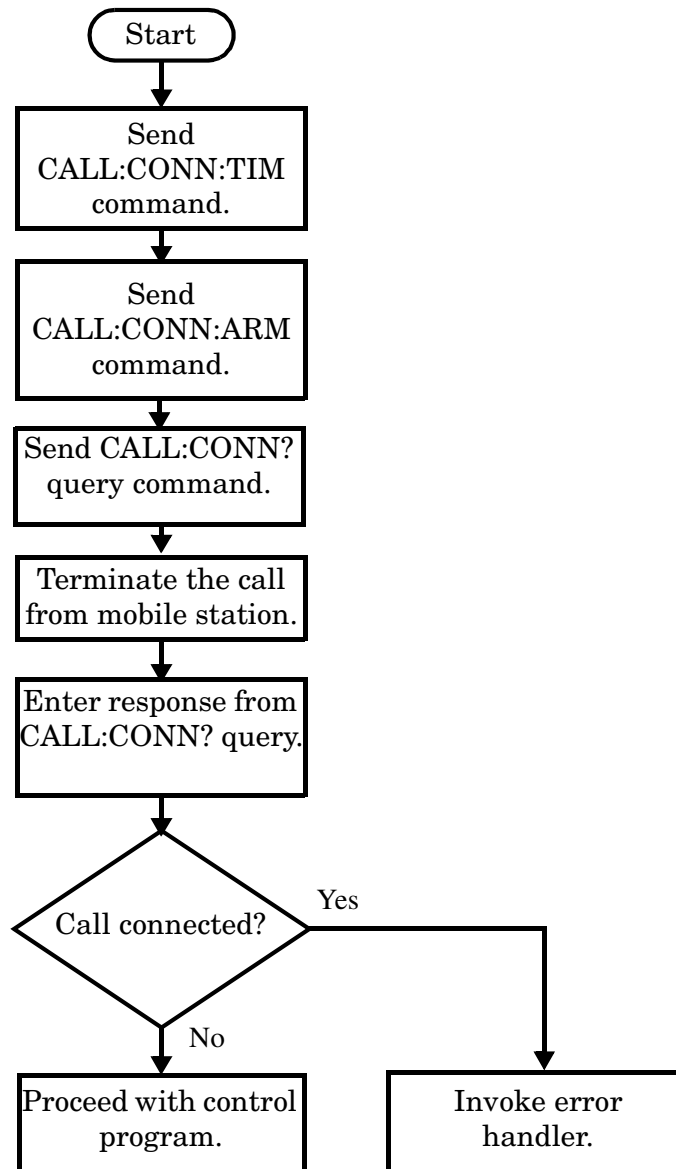 Start
Send
CALL:CONN:TIM
command.
Send
CALL:CONN:ARM
command.
Send CALL:CONN?
query command.
Terminate the call
from mobile station.
Enter response from
CALL:CONN? query.
Call connected?
Yes
No
Proceed with control
program.
Invoke error
handler.